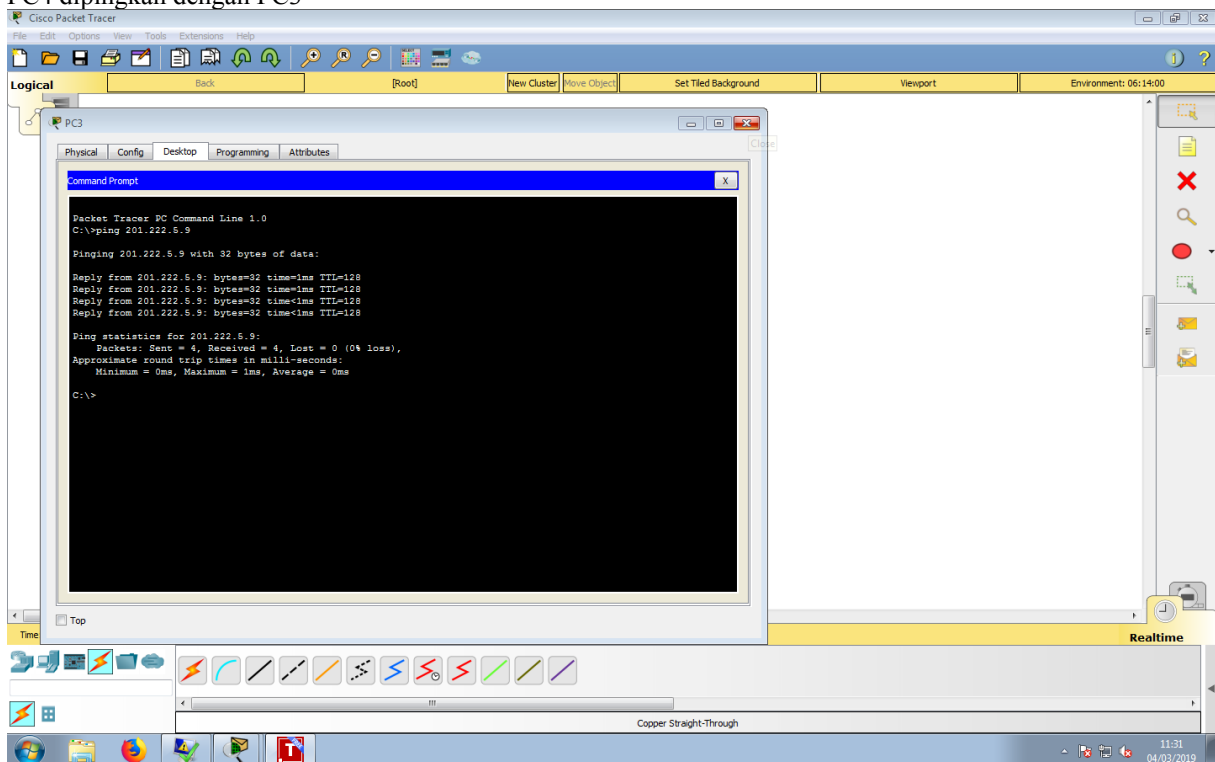 PC4 dipingkan dengan PC3
Cisco Packet Tracer
File Edit Options View Tools Extensions Help
Logical Back [Root] New Cluster Move Object Set Tiled Background Viewport Environment: 06:14:00
PC3
Close
Physical Config Desktop Programming Attributes
Command Prompt X
Packet Tracer PC Command Line 1.0
C:\>ping 201.222.5.9
Pinging 201.222.5.9 with 32 bytes of data:
Reply from 201.222.5.9: bytes=32 time=1ms TTL=128
Reply from 201.222.5.9: bytes=32 time=1ms TTL=128
Reply from 201.222.5.9: bytes=32 time<1ms TTL=128
Reply from 201.222.5.9: bytes=32 time<1ms TTL=128
Ping statistics for 201.222.5.9:
Packets: Sent = 4, Received = 4, Lost = 0 (0% loss),
Approximate round trip times in milli-seconds:
Minimum = 0ms, Maximum = 1ms, Average = 0ms
C:\>
Top
Time
Realtime
Copper Straight-Through
11:31
04/03/2019